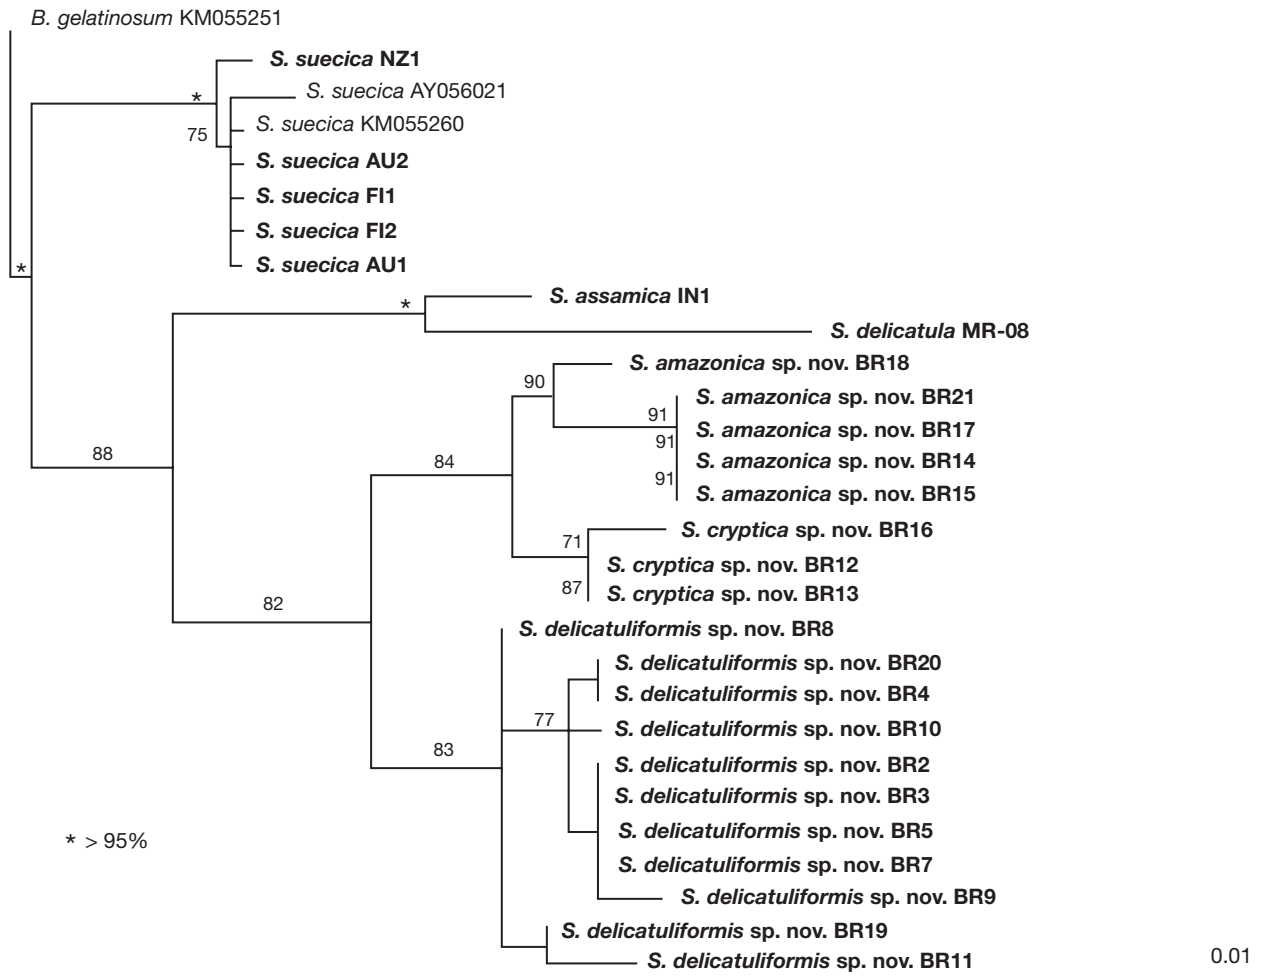 B. gelatinosum KM055251
S. suecica NZ1
*
S. suecica AY056021
S. suecica KM055260
75
S. suecica AU2
S. suecica FI1
S. suecica FI2
S. suecica AU1
*
S. assamica IN1
*
S. delicatula MR-08
S. amazonica sp. nov. BR18
90
S. amazonica sp. nov. BR21
91
S. amazonica sp. nov. BR17
91
88
84
S. amazonica sp. nov. BR14
91
S. amazonica sp. nov. BR15
S. cryptica sp. nov. BR16
71
S. cryptica sp. nov. BR12
87
S. cryptica sp. nov. BR13
82
S. delicatuliformis sp. nov. BR8
S. delicatuliformis sp. nov. BR20
S. delicatuliformis sp. nov. BR4
77
S. delicatuliformis sp. nov. BR10
83
S. delicatuliformis sp. nov. BR2
S. delicatuliformis sp. nov. BR3
S. delicatuliformis sp. nov. BR5
* > 95%
S. delicatuliformis sp. nov. BR7
S. delicatuliformis sp. nov. BR9
S. delicatuliformis sp. nov. BR19
S. delicatuliformis sp. nov. BR11
0.01